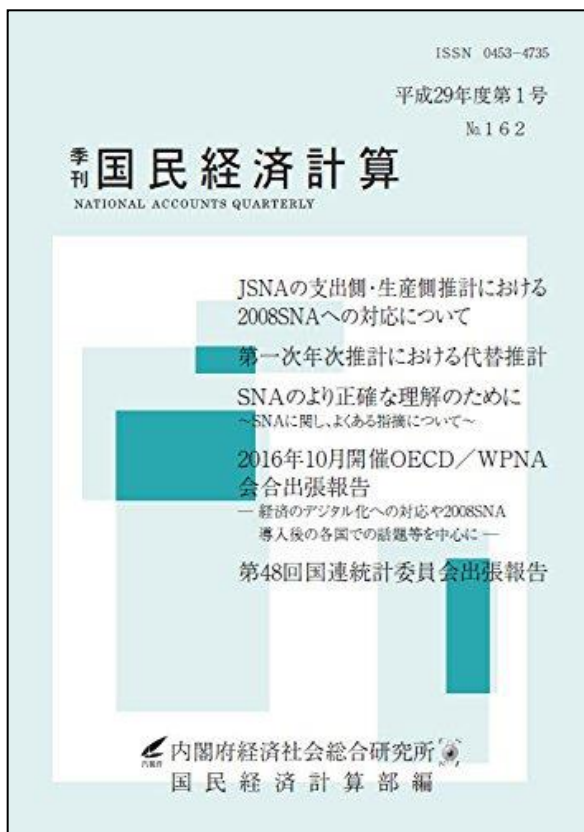 ISSN 0453-4735
平成29年度第1号
№162
季刊 国民経済計算
NATIONAL ACCOUNTS QUARTERLY
JSNAの支出側・生産側推計における
2008SNAへの対応について
第一次年次推計における代替推計
SNAのより正確な理解のために
～SNAに関し、よくある指摘について～
2016年10月開催OECD／WPNA
会合出張報告
― 経済のデジタル化への対応や2008SNA
導入後の各国での話題等を中心に ―
第48回国連統計委員会出張報告
内閣府 内閣府経済社会総合研究所
国民経済計算部編